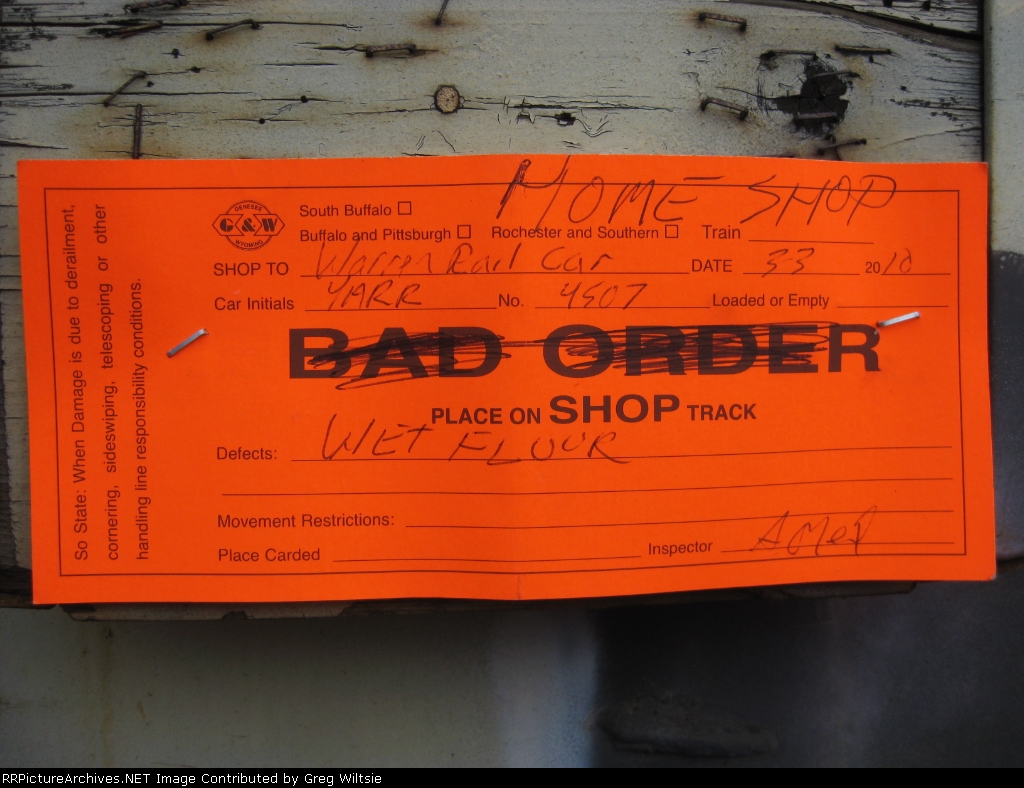 HOME SHOP
GENESEE
G&W
WYOMING
South Buffalo
Buffalo and Pittsburgh Rochester and Southern Train
SHOP TO Warren Rail Car DATE 3-3 2010
Car Initials YARR No. 4507 Loaded or Empty
BAD ORDER
PLACE ON SHOP TRACK
Defects: WET FLOOR
Movement Restrictions:
Place Carded Inspector
So State: When Damage is due to derailment,
cornering, sideswiping, telescoping or other
handling line responsibility conditions.
RRPictureArchives.NET Image Contributed by Greg Wiltsie